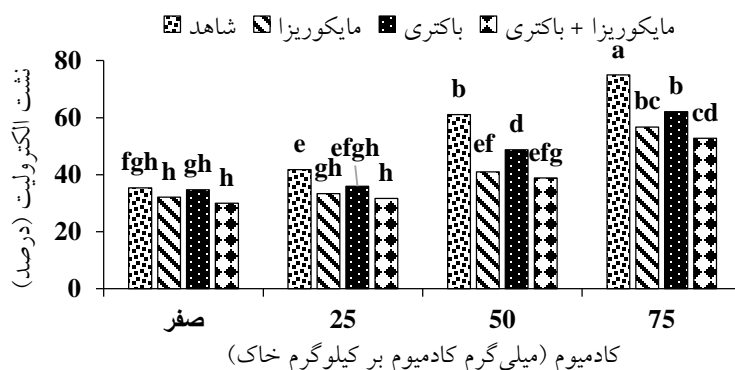 شاهد مایکوریزا باکتری مایکوریزا + باکتری
نشت الکترولیت (درصد)
80
60
40
20
0
fgh h gh h
e gh efgh h
b ef d efg
a bc b cd
صفر 25 50 75
کادمیوم (میلی‌گرم کادمیوم بر کیلوگرم خاک)